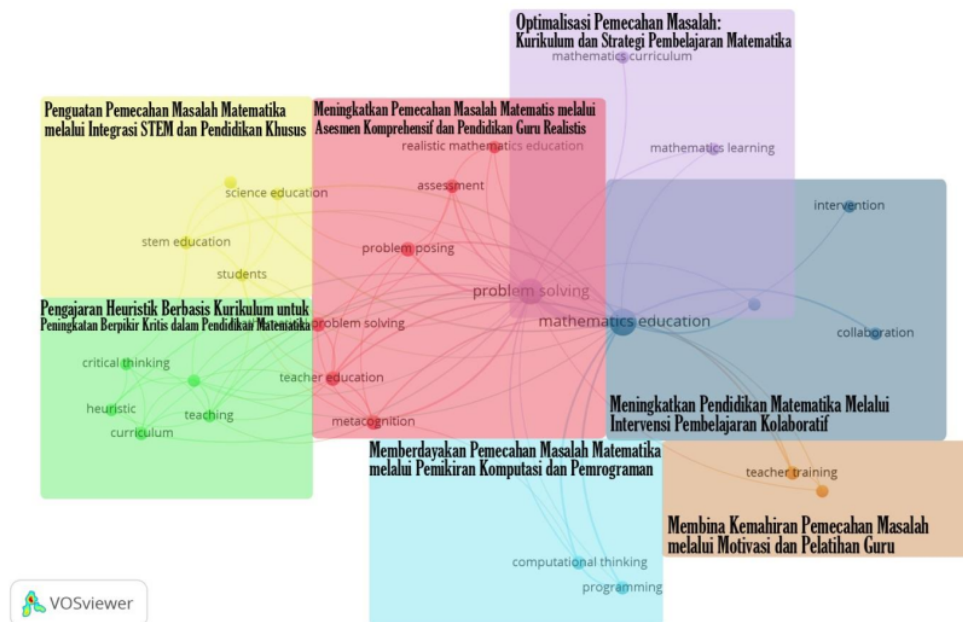 Optimalisasi Pemecahan Masalah:
Kurikulum dan Strategi Pembelajaran Matematika
mathematics curriculum
mathematics learning
Penguatan Pemecahan Masalah Matematika
melalui Integrasi STEM dan Pendidikan Khusus
science education
stem education
students
Meningkatkan Pemecahan Masalah Matematis melalui
Asesmen Komprehensif dan Pendidikan Guru Realistis
realistic mathematics education
assessment
problem posing
problem solving
mathematics education
intervention
collaboration
Meningkatkan Pendidikan Matematika Melalui
Intervensi Pembelajaran Kolaboratif
Pengajaran Heuristik Berbasis Kurikulum untuk
Peningkatan Berpikir Kritis dalam Pendidikan Matematika
problem solving
critical thinking
teacher education
heuristic
teaching
curriculum
metacognition
Memberdayakan Pemecahan Masalah Matematika
melalui Pemikiran Komputasi dan Pemrograman
computational thinking
programming
teacher training
Membina Kemahiran Pemecahan Masalah
melalui Motivasi dan Pelatihan Guru
VOSviewer